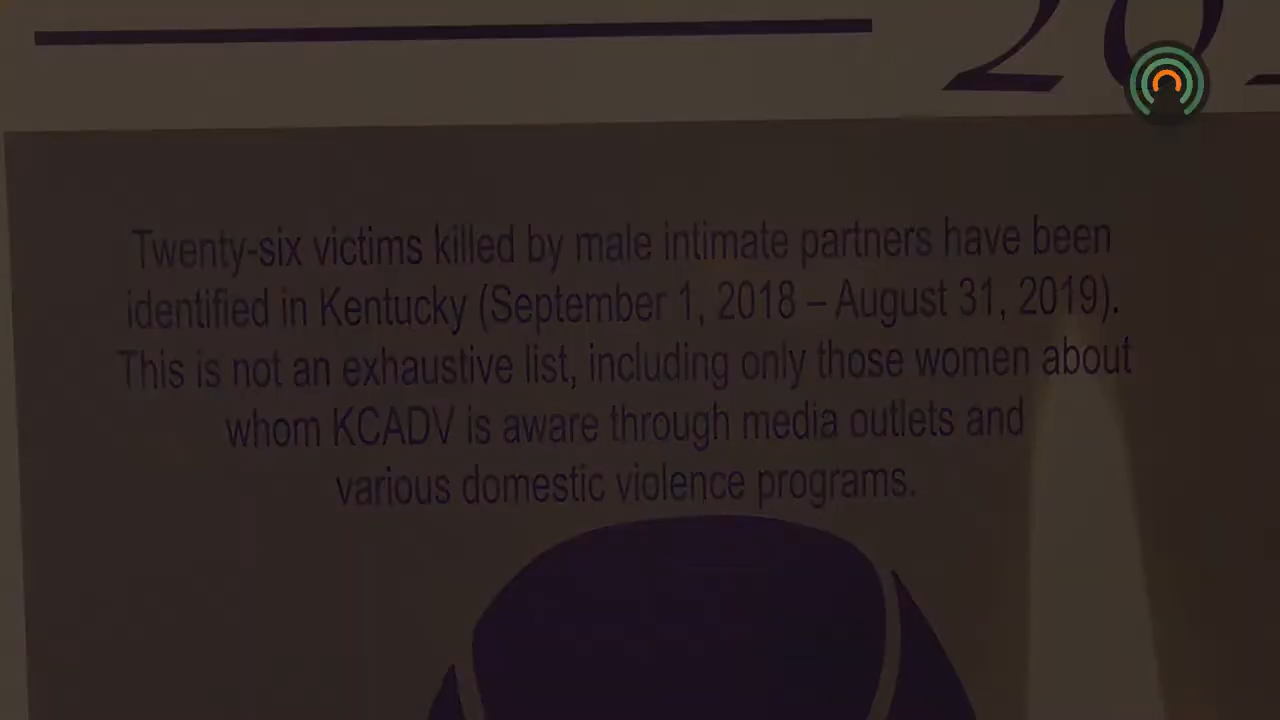 20
Twenty-six victims killed by male intimate partners have been
identified in Kentucky (September 1, 2018 – August 31, 2019).
This is not an exhaustive list, including only those women about
whom KCADV is aware through media outlets and
various domestic violence programs.